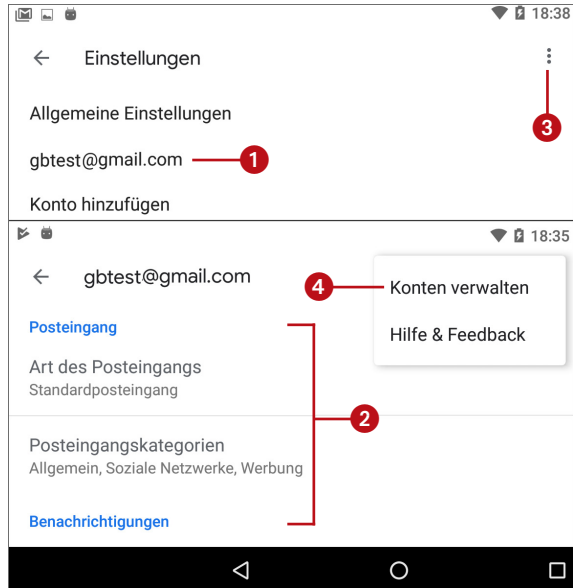 18:38
Einstellungen
3
Allgemeine Einstellungen
gbtest@gmail.com 1
Konto hinzufügen
18:35
gbtest@gmail.com
4 Konten verwalten
Hilfe & Feedback
Posteingang
Art des Posteingangs
Standardposteingang
2
Posteingangskategorien
Allgemein, Soziale Netzwerke, Werbung
Benachrichtigungen